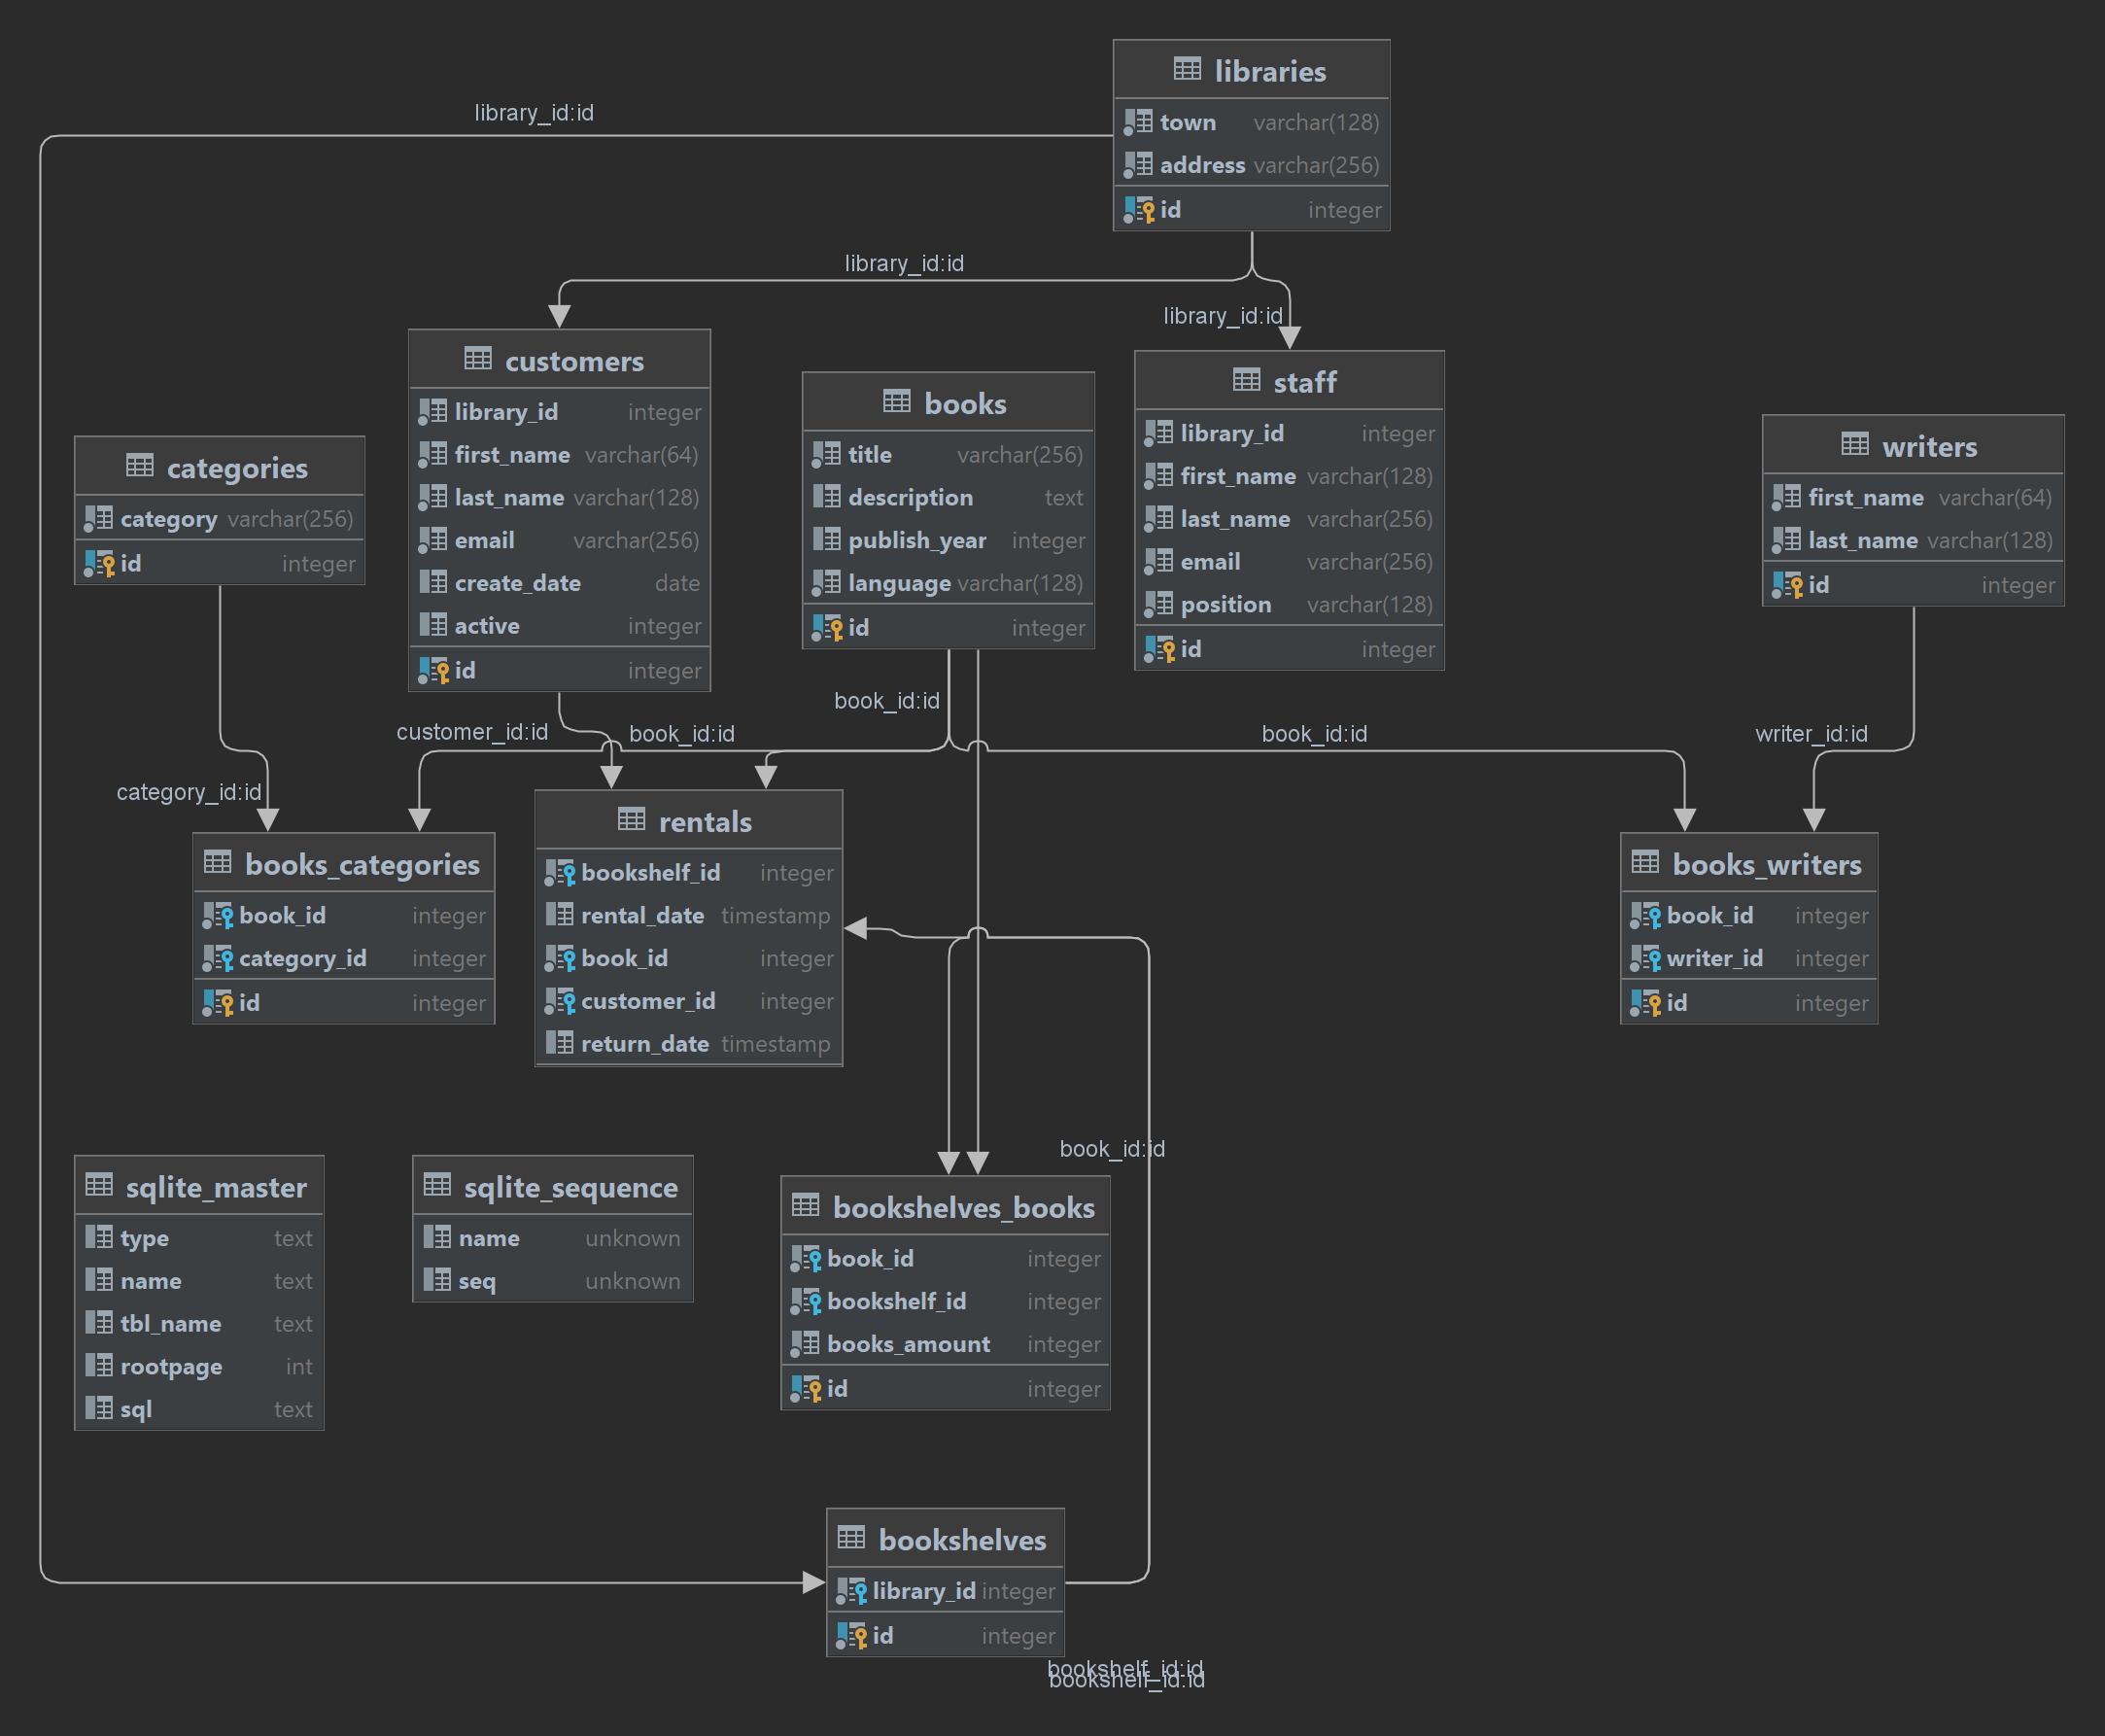 libraries
town varchar(128)
address varchar(256)
id integer
library_id:id
library_id:id
library_id:id
customers
library_id integer
first_name varchar(64)
last_name varchar(128)
email varchar(256)
create_date date
active integer
id integer
books
title varchar(256)
description text
publish_year integer
language varchar(128)
id integer
staff
library_id integer
first_name varchar(128)
last_name varchar(256)
email varchar(256)
position varchar(128)
id integer
writers
first_name varchar(64)
last_name varchar(128)
id integer
categories
category varchar(256)
id integer
book_id:id
customer_id:id
book_id:id
book_id:id
writer_id:id
category_id:id
books_categories
book_id integer
category_id integer
id integer
rentals
bookshelf_id integer
rental_date timestamp
book_id integer
customer_id integer
return_date timestamp
books_writers
book_id integer
writer_id integer
id integer
book_id:id
sqlite_master
type text
name text
tbl_name text
rootpage int
sql text
sqlite_sequence
name unknown
seq unknown
bookshelves_books
book_id integer
bookshelf_id integer
books_amount integer
id integer
bookshelves
library_id integer
id integer
bookshelf_id:id
bookshelf_id:id